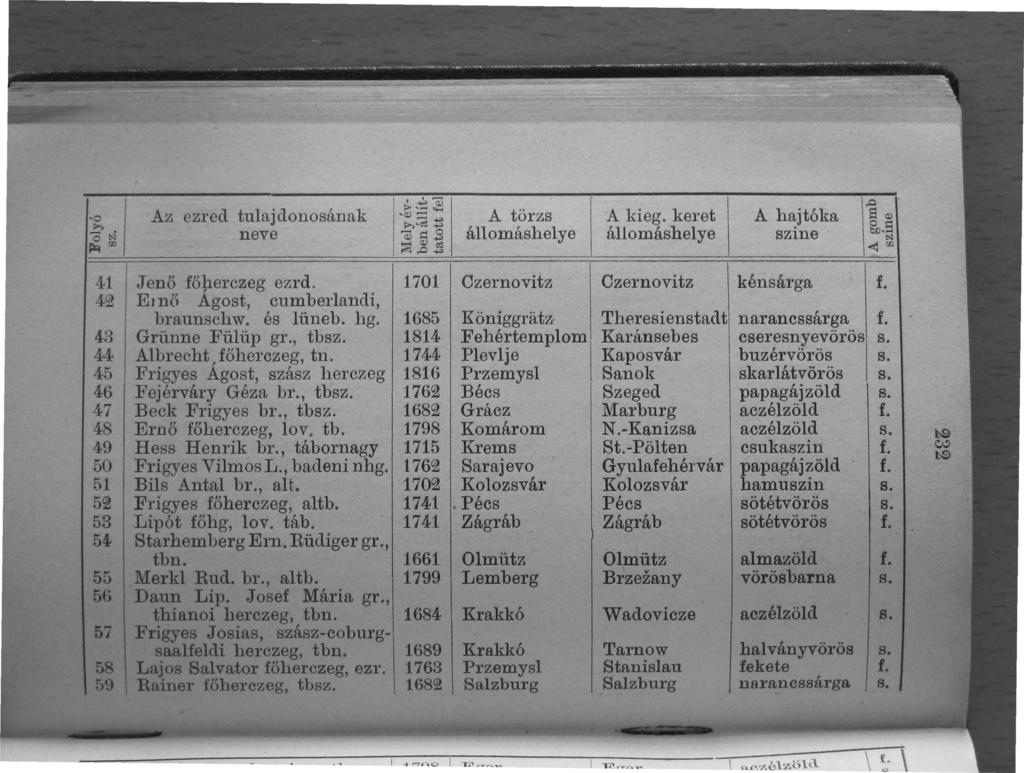 Folyó sz. | Az ezred tulajdonosának neve | Mely év-ben állít-tatott fel | A törzs állomáshelye | A kieg. keret állomáshelye | A hajtóka szine | A gomb szine
41 Jenő főherczeg ezrd. 1701 Czernovitz Czernovitz kénsárga f.
42 Ernő Ágost, cumberlandi,
braunschw. és lüneb. hg. 1685 Königgrätz Theresienstadt narancssárga f.
43 Grünne Fülüp gr., tbsz. 1814 Fehértemplom Karánsebes cseresnyevörös s.
44 Albrecht főherczeg, tn. 1744 Plevlje Kaposvár buzérvörös s.
45 Frigyes Ágost, szász herczeg 1816 Przemysl Sanok skarlátvörös s.
46 Fejérváry Géza br., tbsz. 1762 Bécs Szeged papagájzöld s.
47 Beck Frigyes br., tbsz. 1682 Grácz Marburg aczélzöld f.
48 Ernő főherczeg, lov. tb. 1798 Komárom N.-Kanizsa aczélzöld s.
49 Hess Henrik br., tábornagy 1715 Krems St.-Pölten csukaszin f.
50 Frigyes Vilmos L., badeni nhg. 1762 Sarajevo Gyulafehérvár papagájzöld f.
51 Bils Antal br., alt. 1702 Kolozsvár Kolozsvár hamuszin s.
52 Frigyes főherczeg, altb. 1741 Pécs Pécs sötétvörös s.
53 Lipót főhg, lov. táb. 1741 Zágráb Zágráb sötétvörös f.
54 Starhemberg Ern. Rüdiger gr.,
tbn. 1661 Olmütz Olmütz almazöld f.
55 Merkl Rud. br., altb. 1799 Lemberg Brzežany vörösbarna s.
56 Daun Lip. Josef Mária gr.,
thianoi herczeg, tbn. 1684 Krakkó Wadovicze aczélzöld s.
57 Frigyes Josias, szász-coburg-
saalfeldi herczeg, tbn. 1689 Krakkó Tarnow halványvörös s.
58 Lajos Salvator főherczeg, ezr. 1763 Przemysl Stanislau fekete f.
59 Rainer főherczeg, tbsz. 1682 Salzburg Salzburg narancssárga s.
232
aczélzöld f.